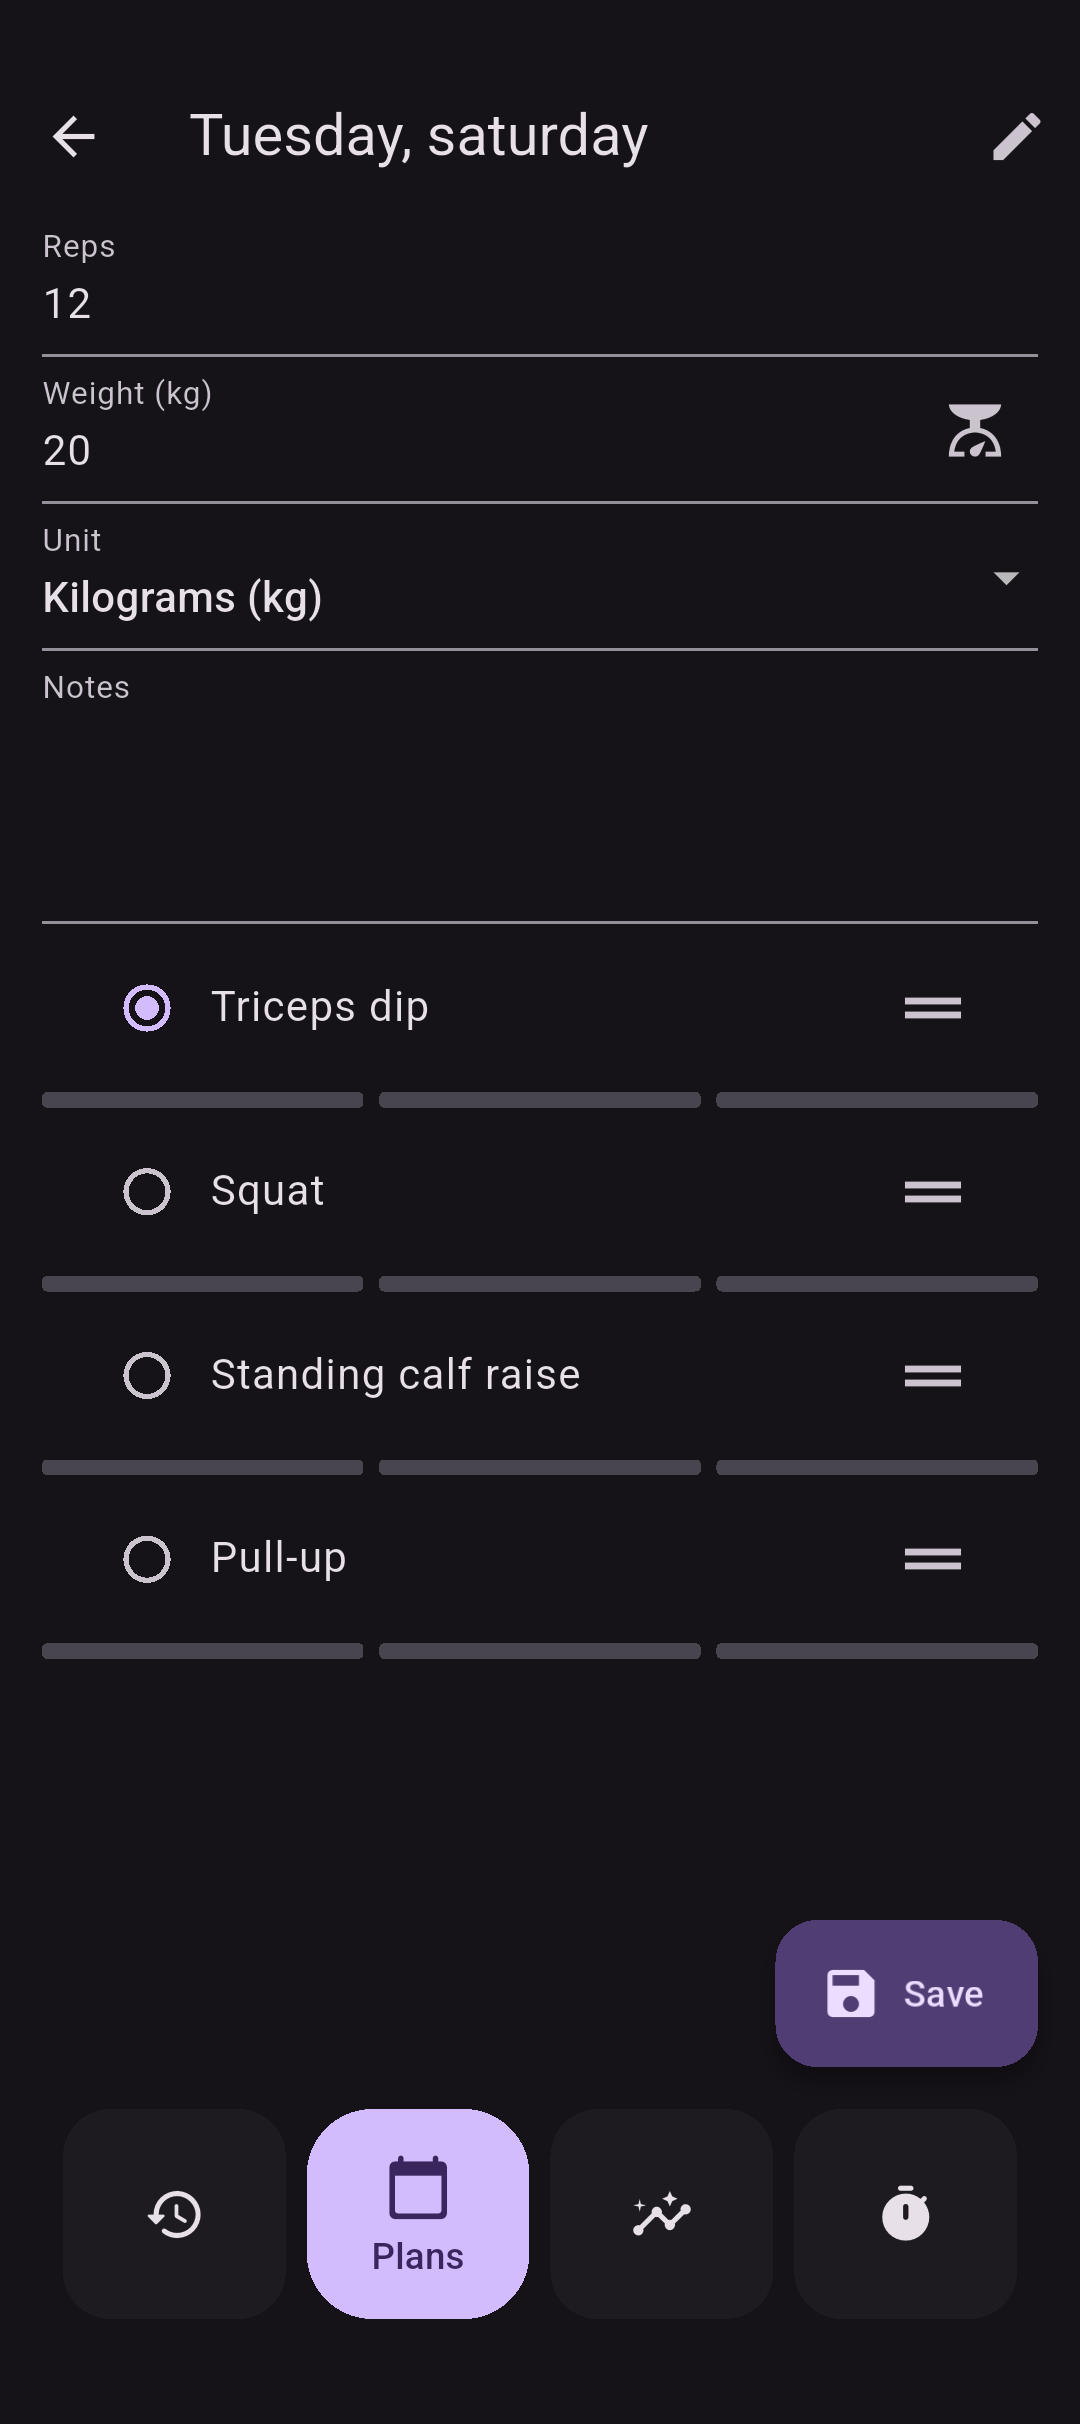 Tuesday, saturday
Reps
12
Weight (kg)
20
Unit
Kilograms (kg)
Notes
Triceps dip
Squat
Standing calf raise
Pull-up
Save
Plans